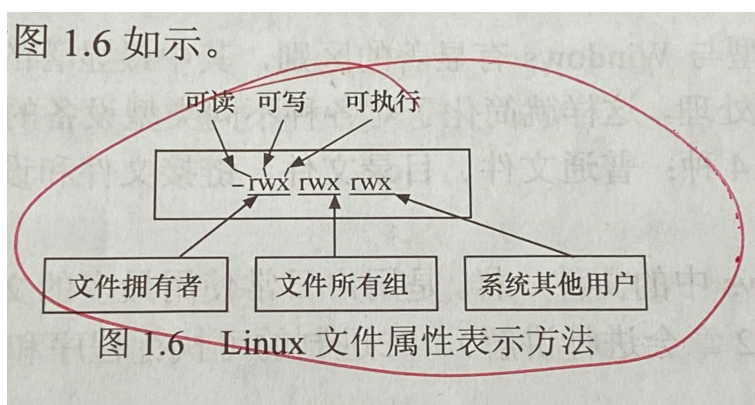 图 1.6 如示。
可读 可写 可执行
-rwx rwx rwx
文件拥有者 文件所有组 系统其他用户
图 1.6 Linux 文件属性表示方法